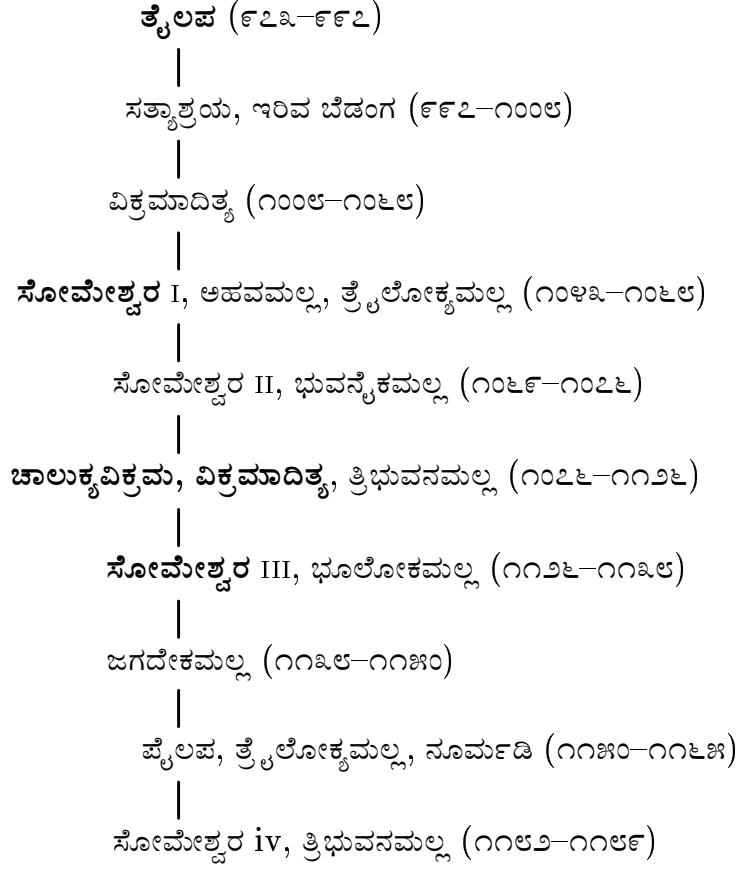 ತೈಲಪ (೯೭೩–೯೯೭)
ಸತ್ಯಾಶ್ರಯ, ಇರಿವ ಬೆಡಂಗ (೯೯೭–೧೦೦೮)
ವಿಕ್ರಮಾದಿತ್ಯ (೧೦೦೮–೧೦೬೮)
ಸೋಮೇಶ್ವರ I, ಅಹವಮಲ್ಲ, ತ್ರೈಲೋಕ್ಯಮಲ್ಲ (೧೦೪೩–೧೦೬೮)
ಸೋಮೇಶ್ವರ II, ಭುವನೈಕಮಲ್ಲ (೧೦೬೯–೧೦೭೬)
ಚಾಲುಕ್ಯವಿಕ್ರಮ, ವಿಕ್ರಮಾದಿತ್ಯ, ತ್ರಿಭುವನಮಲ್ಲ (೧೦೭೬–೧೧೨೬)
ಸೋಮೇಶ್ವರ III, ಭೂಲೋಕಮಲ್ಲ (೧೧೨೬–೧೧೩೮)
ಜಗದೇಕಮಲ್ಲ (೧೧೩೮–೧೧೫೦)
ಪೈಲಪ, ತ್ರೈಲೋಕ್ಯಮಲ್ಲ, ನೂರ್ಮಡಿ (೧೧೫೦–೧೧೬೫)
ಸೋಮೇಶ್ವರ iv, ತ್ರಿಭುವನಮಲ್ಲ (೧೧೮೨–೧೧೮೯)